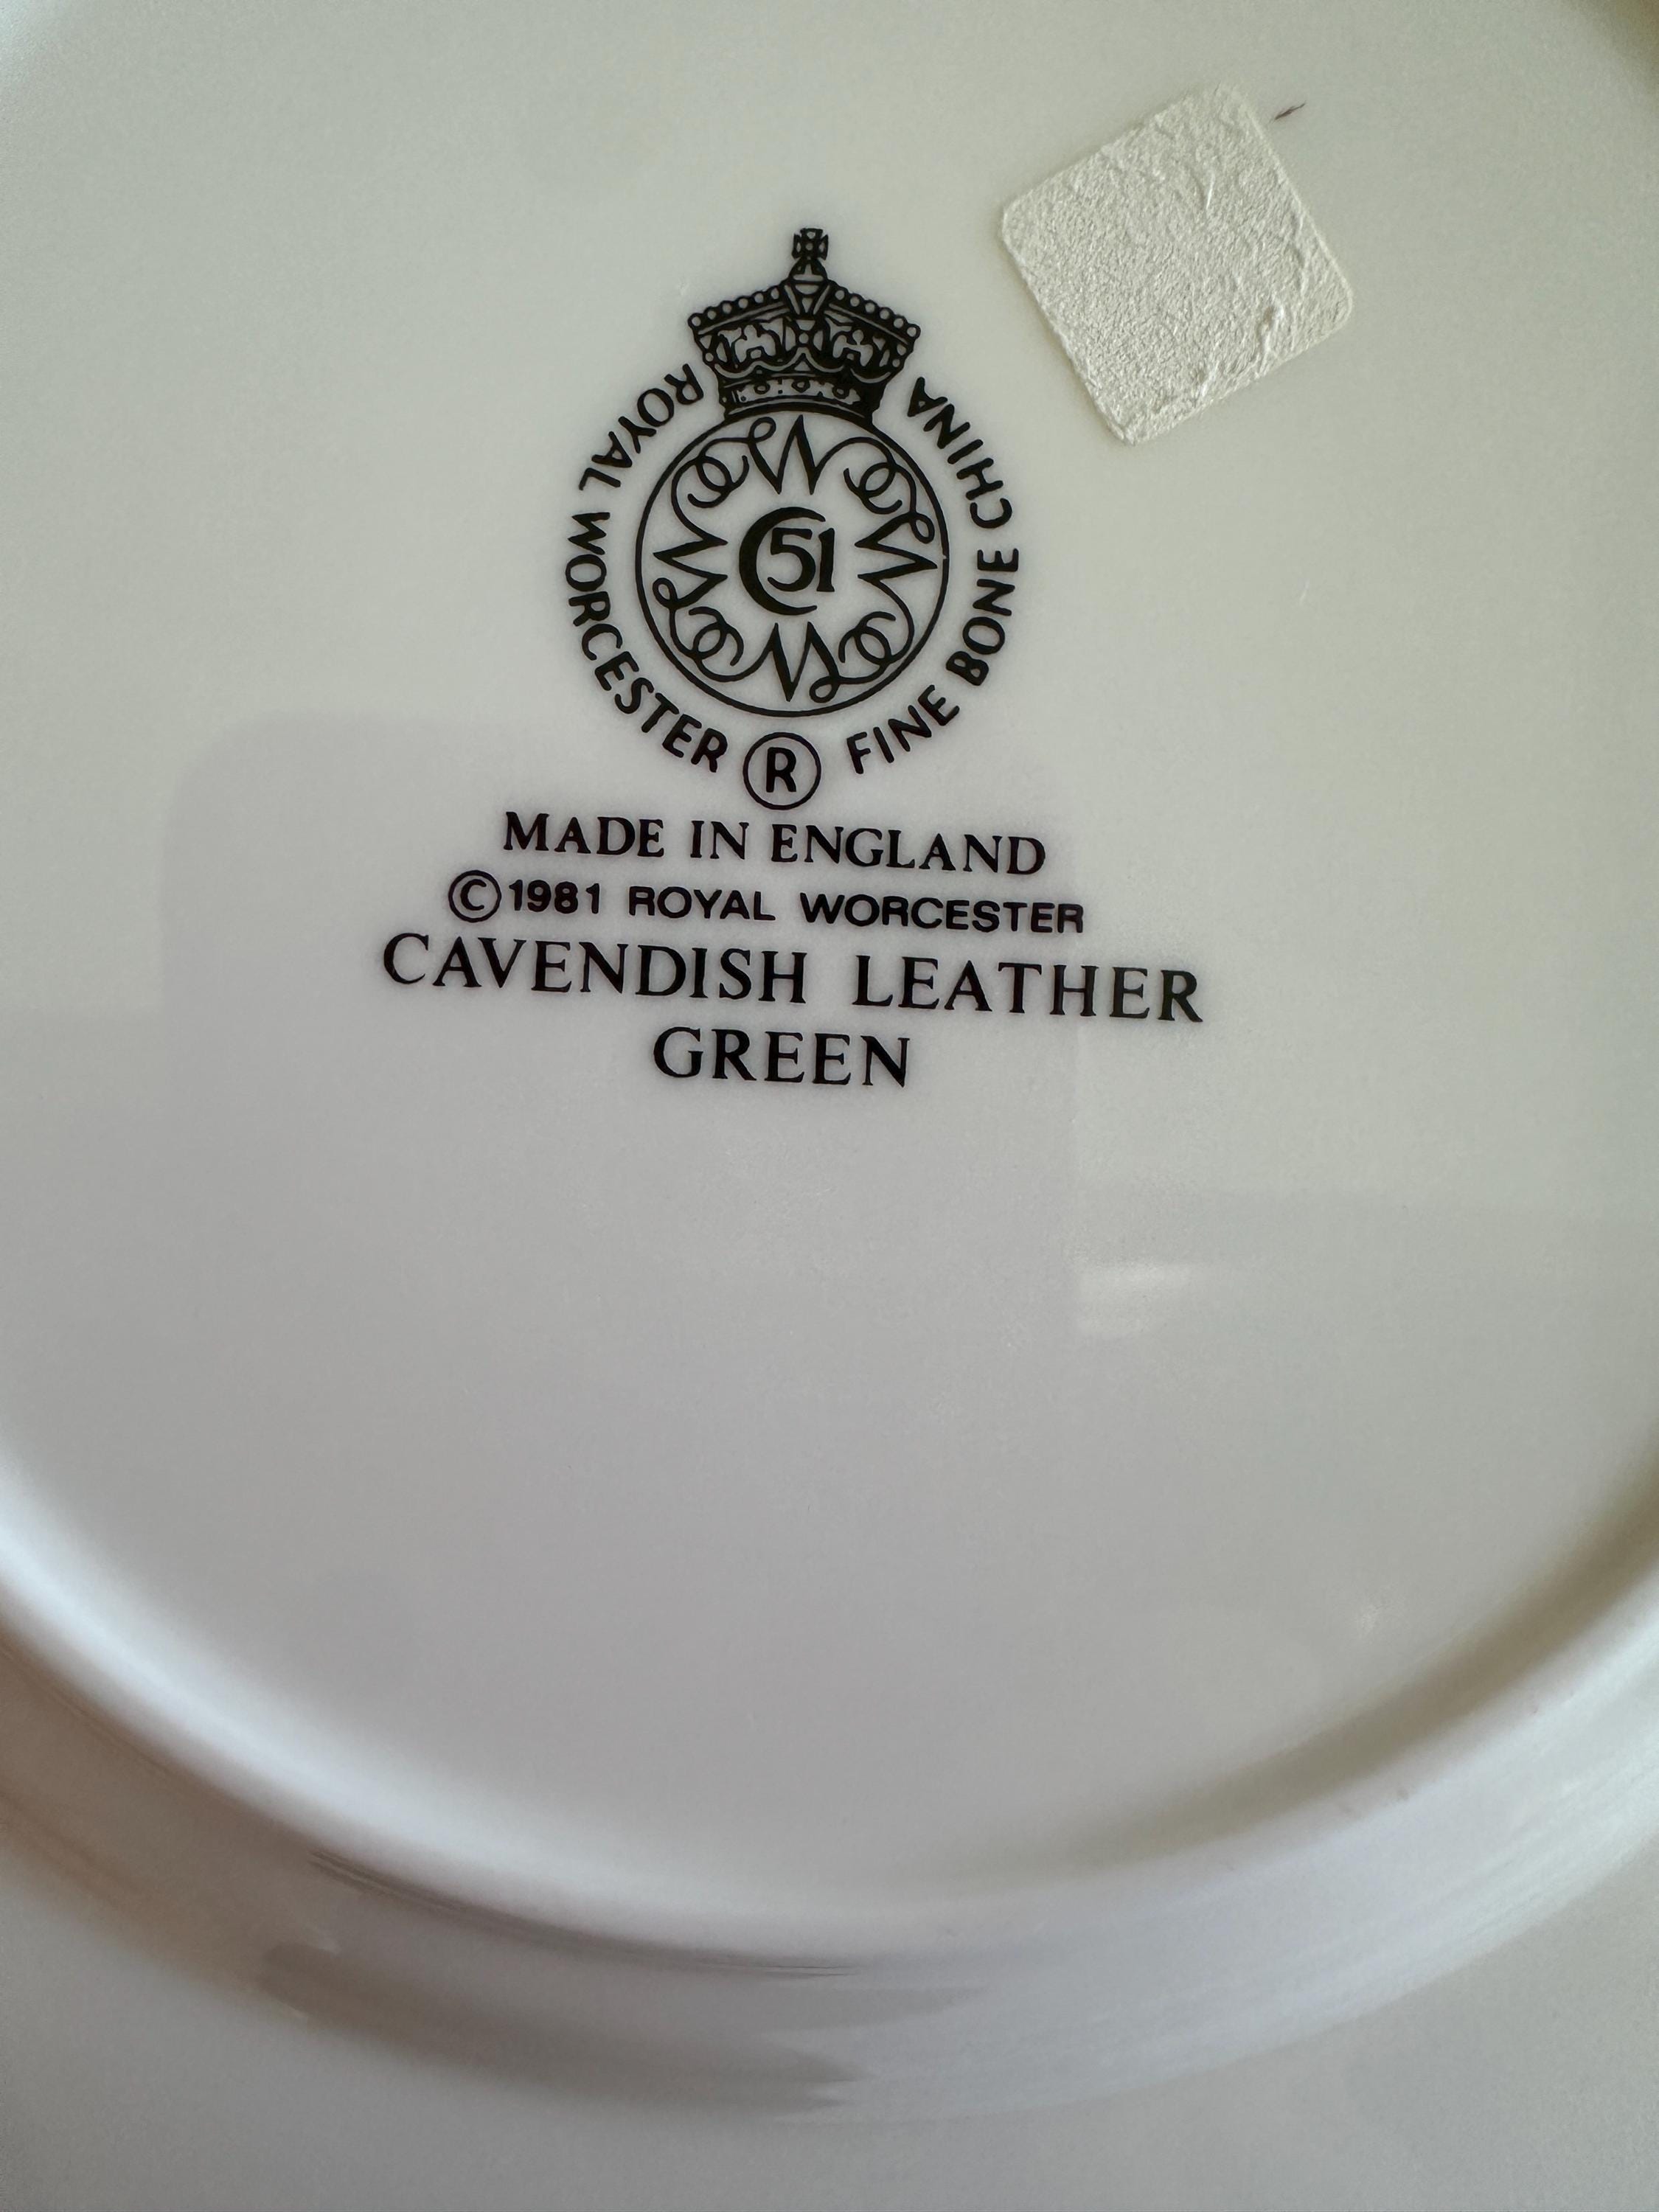 ROYAL WORCESTER ® FINE BONE CHINA
51
MADE IN ENGLAND
©1981 ROYAL WORCESTER
CAVENDISH LEATHER
GREEN